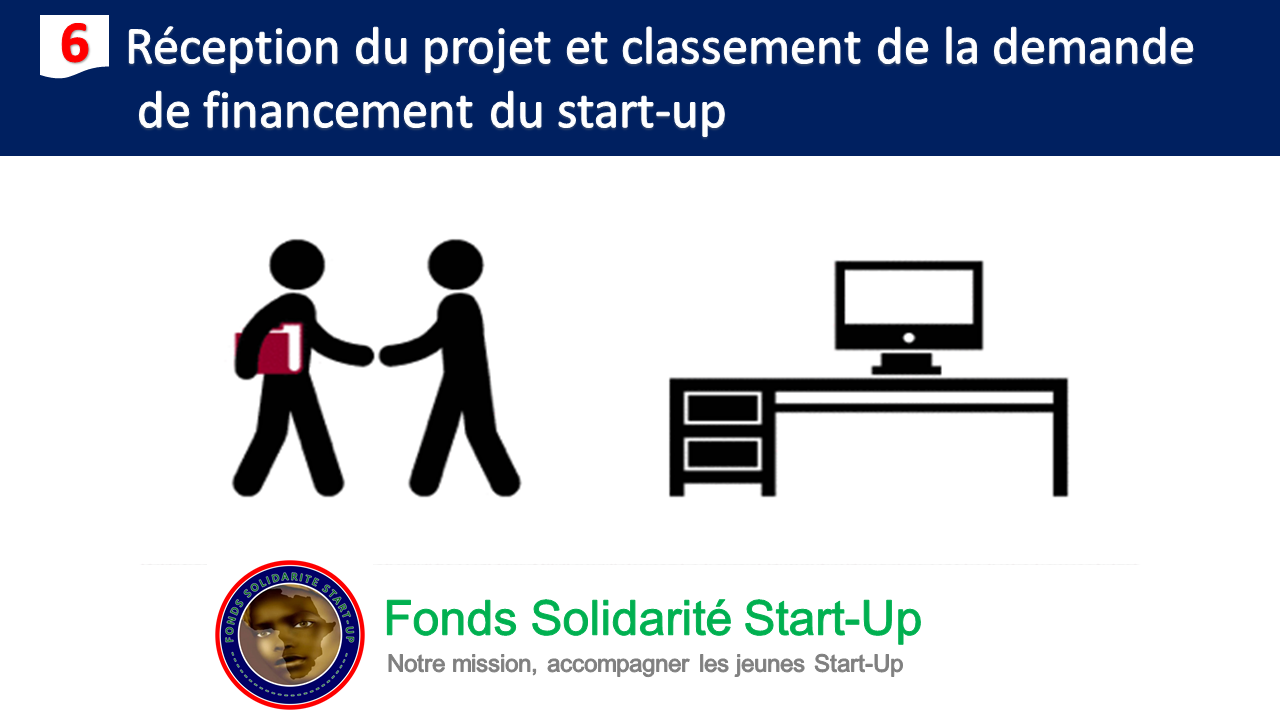 6 Réception du projet et classement de la demande
de financement du start-up
FONDS SOLIDARITE START-UP
Fonds Solidarité Start-Up
Notre mission, accompagner les jeunes Start-Up